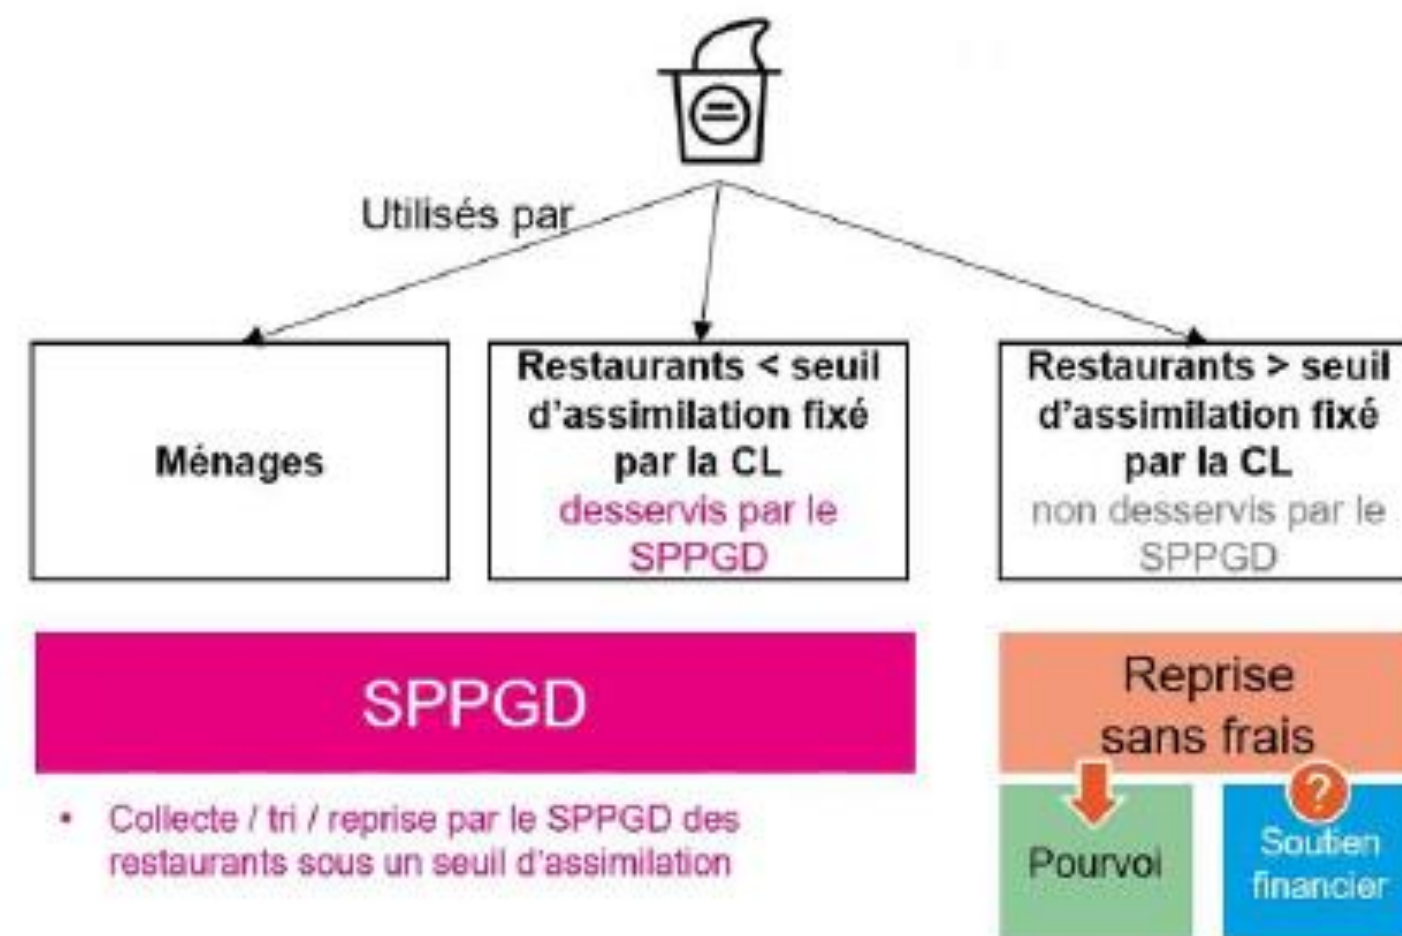 Utilisés par
Ménages
Restaurants < seuil
d'assimilation fixé
par la CL
desservis par le
SPPGD
Restaurants > seuil
d'assimilation fixé
par la CL
non desservis par le
SPPGD
SPPGD
• Collecte / tri / reprise par le SPPGD des
restaurants sous un seuil d'assimilation
Reprise
sans frais
Pourvoi
?
Soutien
financier